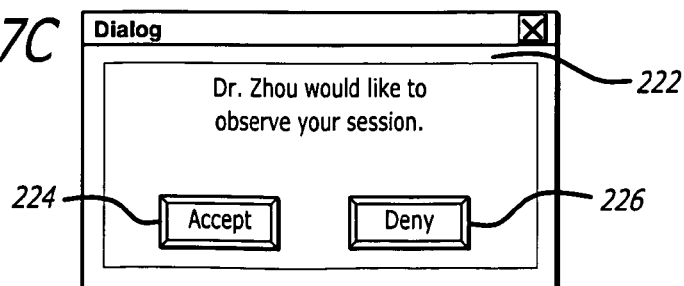 7C
Dialog
222
Dr. Zhou would like to
observe your session.
224
Accept
Deny
226